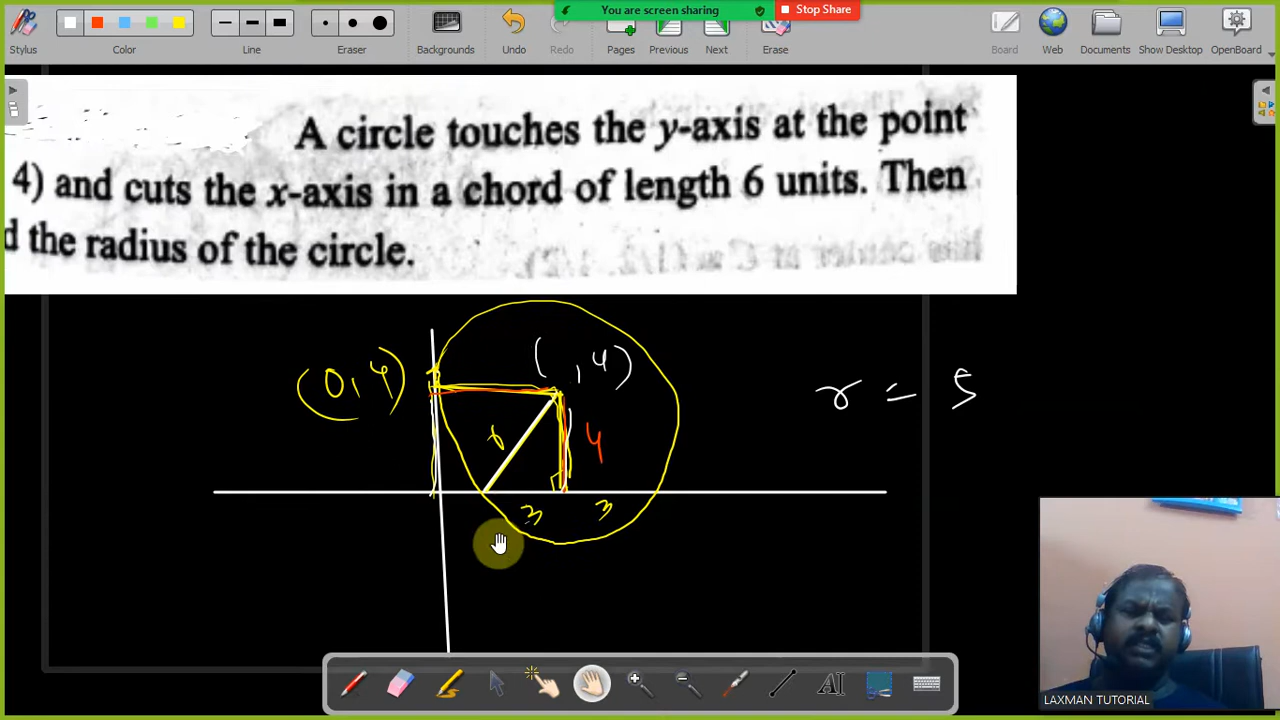 You are screen sharing
Stop Share
Stylus
Color
Line
Eraser
Backgrounds
Undo
Redo
Pages
Previous
Next
Erase
Board
Web
Documents
Show Desktop
OpenBoard
A circle touches the y-axis at the point
4) and cuts the x-axis in a chord of length 6 units. Then
d the radius of the circle.
(0,4)
( ,4)
r = 5
r
4
3
3
LAXMAN TUTORIAL